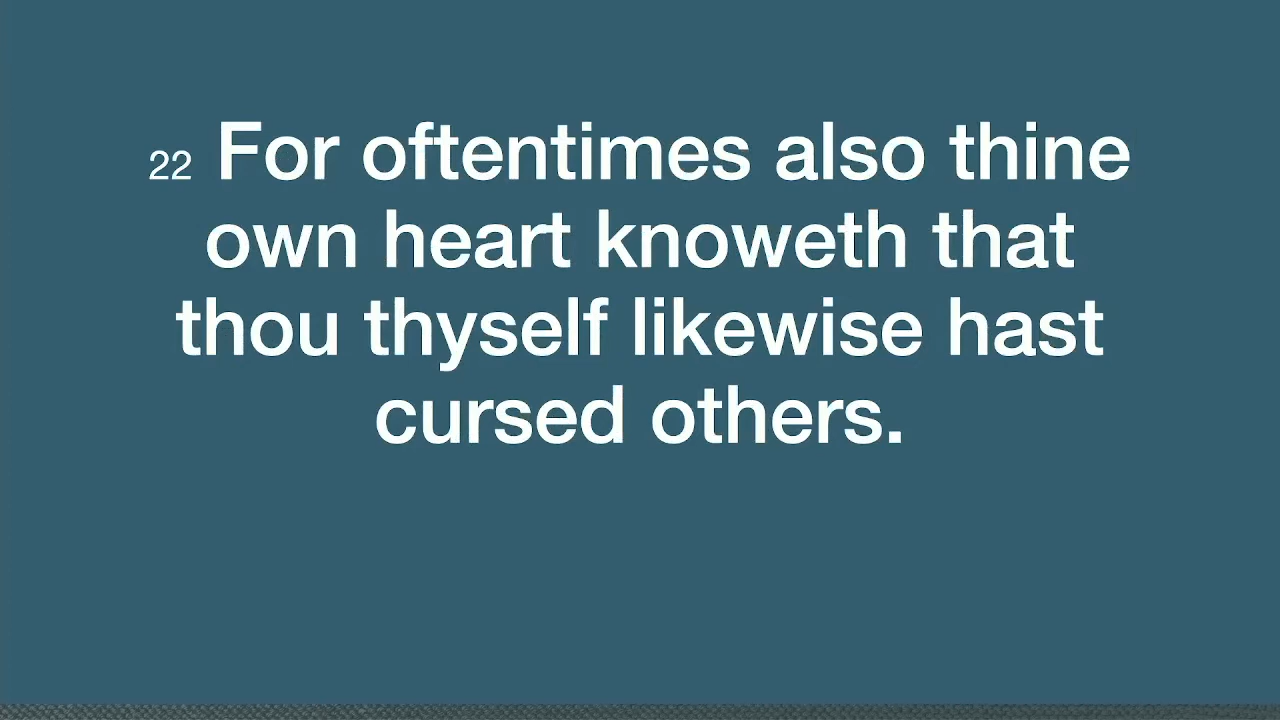 22 For oftentimes also thine
own heart knoweth that
thou thyself likewise hast
cursed others.